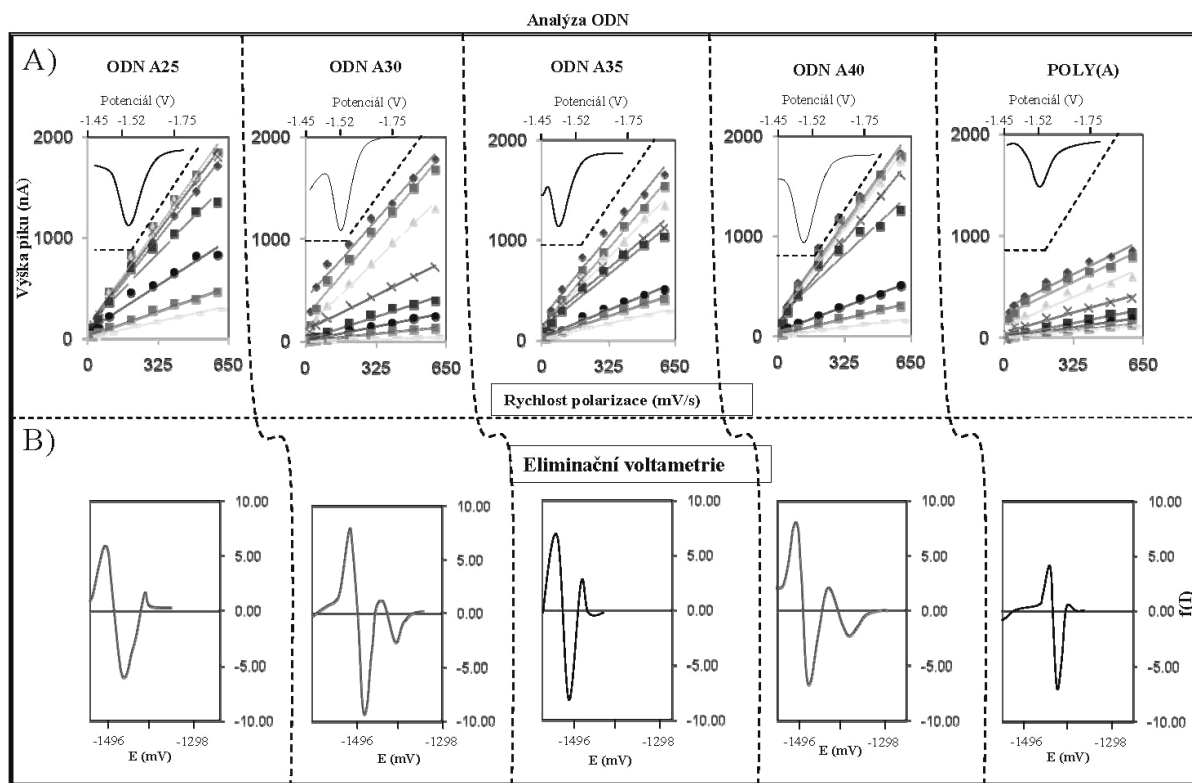 Analýza ODN
A)
ODN A25
ODN A30
ODN A35
ODN A40
POLY(A)
Potenciál (V)
Potenciál (V)
Potenciál (V)
Potenciál (V)
Potenciál (V)
-1.45 -1.52 -1.75
-1.45 -1.52 -1.75
-1.45 -1.52 -1.75
-1.45 -1.52 -1.75
-1.45 -1.52 -1.75
Výška píku (nA)
2000
1000
0
2000
1000
0
2000
1000
0
2000
1000
0
2000
1000
0
0 325 650
0 325 650
0 325 650
0 325 650
0 325 650
Rychlost polarizace (mV/s)
B)
Eliminační voltametrie
10.00
5.00
0.00
-5.00
-10.00
10.00
5.00
0.00
-5.00
-10.00
10.00
5.00
0.00
-5.00
-10.00
10.00
5.00
0.00
-5.00
-10.00
10.00
5.00
0.00
-5.00
-10.00
f(I)
-1496 -1298
-1496 -1298
-1496 -1298
-1496 -1298
-1496 -1298
E (mV)
E (mV)
E (mV)
E (mV)
E (mV)